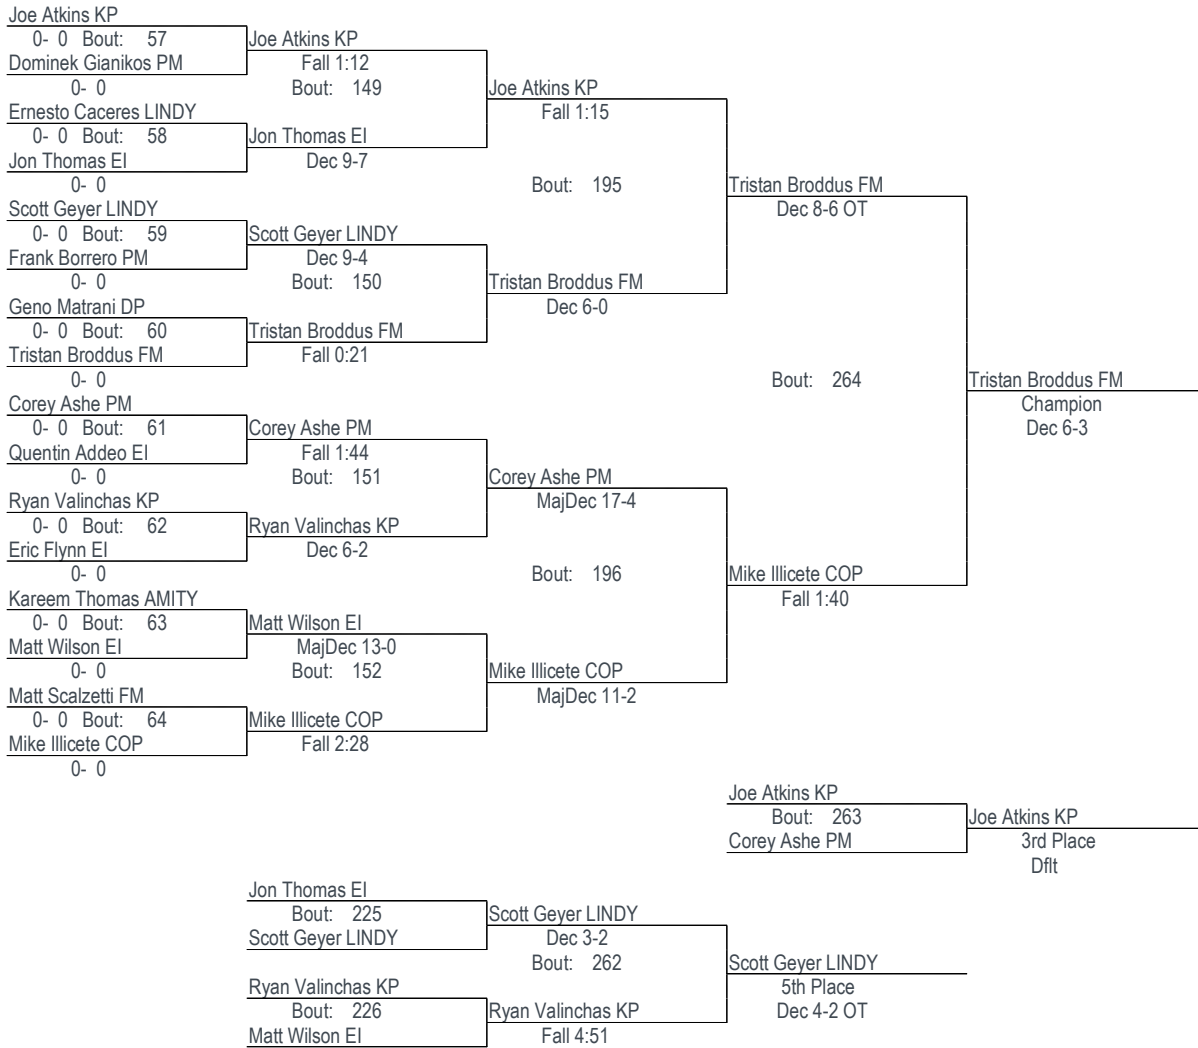 Joe Atkins KP
0- 0 Bout: 57
Joe Atkins KP
Dominek Gianikos PM
Fall 1:12
0- 0
Bout: 149
Joe Atkins KP
Ernesto Caceres LINDY
Fall 1:15
0- 0 Bout: 58
Jon Thomas EI
Jon Thomas EI
Dec 9-7
0- 0
Bout: 195
Tristan Broddus FM
Scott Geyer LINDY
Dec 8-6 OT
0- 0 Bout: 59
Scott Geyer LINDY
Frank Borrero PM
Dec 9-4
0- 0
Bout: 150
Tristan Broddus FM
Geno Matrani DP
Dec 6-0
0- 0 Bout: 60
Tristan Broddus FM
Tristan Broddus FM
Fall 0:21
0- 0
Bout: 264
Tristan Broddus FM
Corey Ashe PM
Champion
0- 0 Bout: 61
Corey Ashe PM
Dec 6-3
Quentin Addeo EI
Fall 1:44
0- 0
Bout: 151
Corey Ashe PM
Ryan Valinchas KP
MajDec 17-4
0- 0 Bout: 62
Ryan Valinchas KP
Eric Flynn EI
Dec 6-2
0- 0
Bout: 196
Mike Illicete COP
Kareem Thomas AMITY
Fall 1:40
0- 0 Bout: 63
Matt Wilson EI
Matt Wilson EI
MajDec 13-0
0- 0
Bout: 152
Mike Illicete COP
Matt Scalzetti FM
MajDec 11-2
0- 0 Bout: 64
Mike Illicete COP
Mike Illicete COP
Fall 2:28
0- 0
Joe Atkins KP
Bout: 263
Joe Atkins KP
Corey Ashe PM
3rd Place
Dflt
Jon Thomas EI
Bout: 225
Scott Geyer LINDY
Scott Geyer LINDY
Dec 3-2
Bout: 262
Scott Geyer LINDY
Ryan Valinchas KP
5th Place
Bout: 226
Ryan Valinchas KP
Dec 4-2 OT
Matt Wilson EI
Fall 4:51